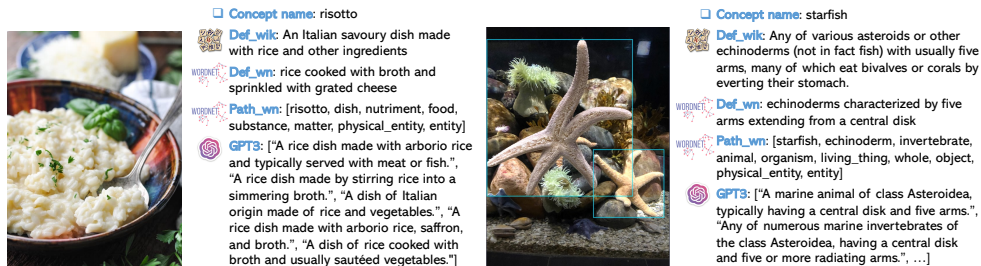 Concept name: risotto
Def_wik: An Italian savoury dish made
with rice and other ingredients
WORDNET
Def_wn: rice cooked with broth and
sprinkled with grated cheese
WORDNET
Path_wn: [risotto, dish, nutriment, food,
substance, matter, physical_entity, entity]
GPT3: ["A rice dish made with arborio rice
and typically served with meat or fish.",
"A rice dish made by stirring rice into a
simmering broth.", "A dish of Italian
origin made of rice and vegetables.", "A
rice dish made with arborio rice, saffron,
and broth.", "A dish of rice cooked with
broth and usually sautéed vegetables."]
Concept name: starfish
Def_wik: Any of various asteroids or other
echinoderms (not in fact fish) with usually five
arms, many of which eat bivalves or corals by
everting their stomach.
WORDNET
Def_wn: echinoderms characterized by five
arms extending from a central disk
WORDNET
Path_wn: [starfish, echinoderm, invertebrate,
animal, organism, living_thing, whole, object,
physical_entity, entity]
GPT3: ["A marine animal of class Asteroidea,
typically having a central disk and five arms.",
"Any of numerous marine invertebrates of
the class Asteroidea, having a central disk
and five or more radiating arms.", ...]